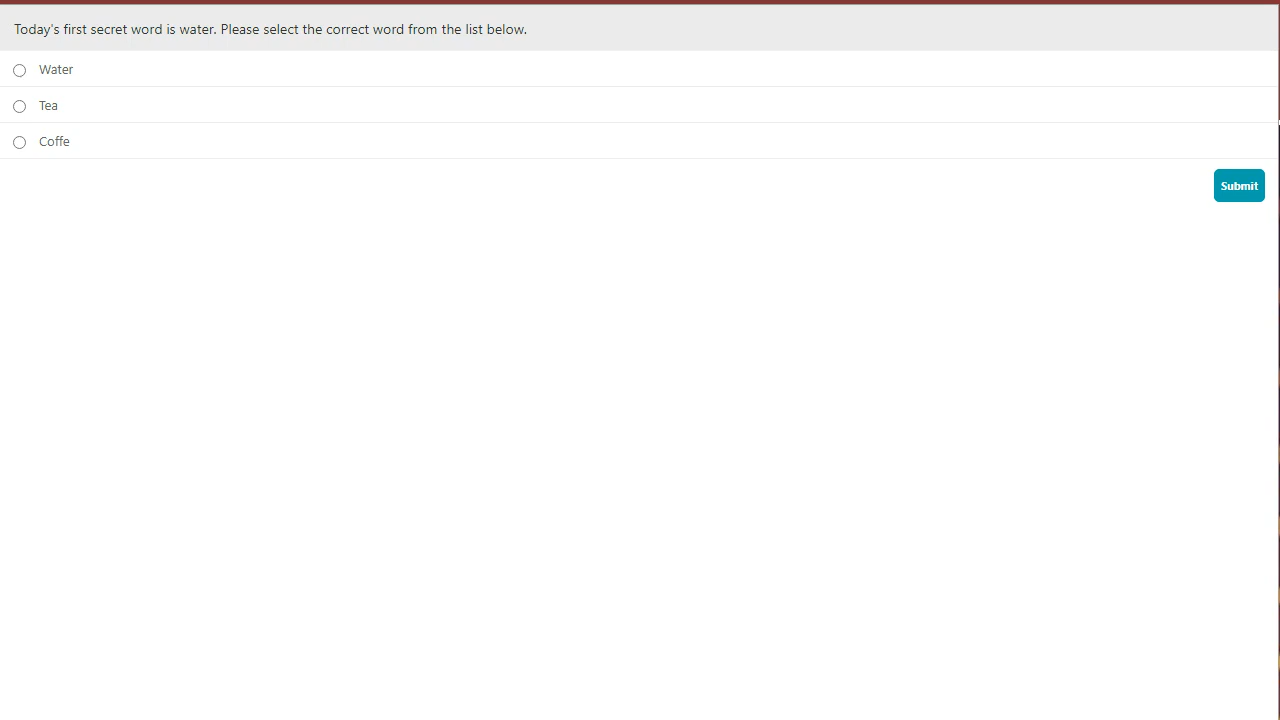 Today's first secret word is water. Please select the correct word from the list below.
Water
Tea
Coffe
Submit